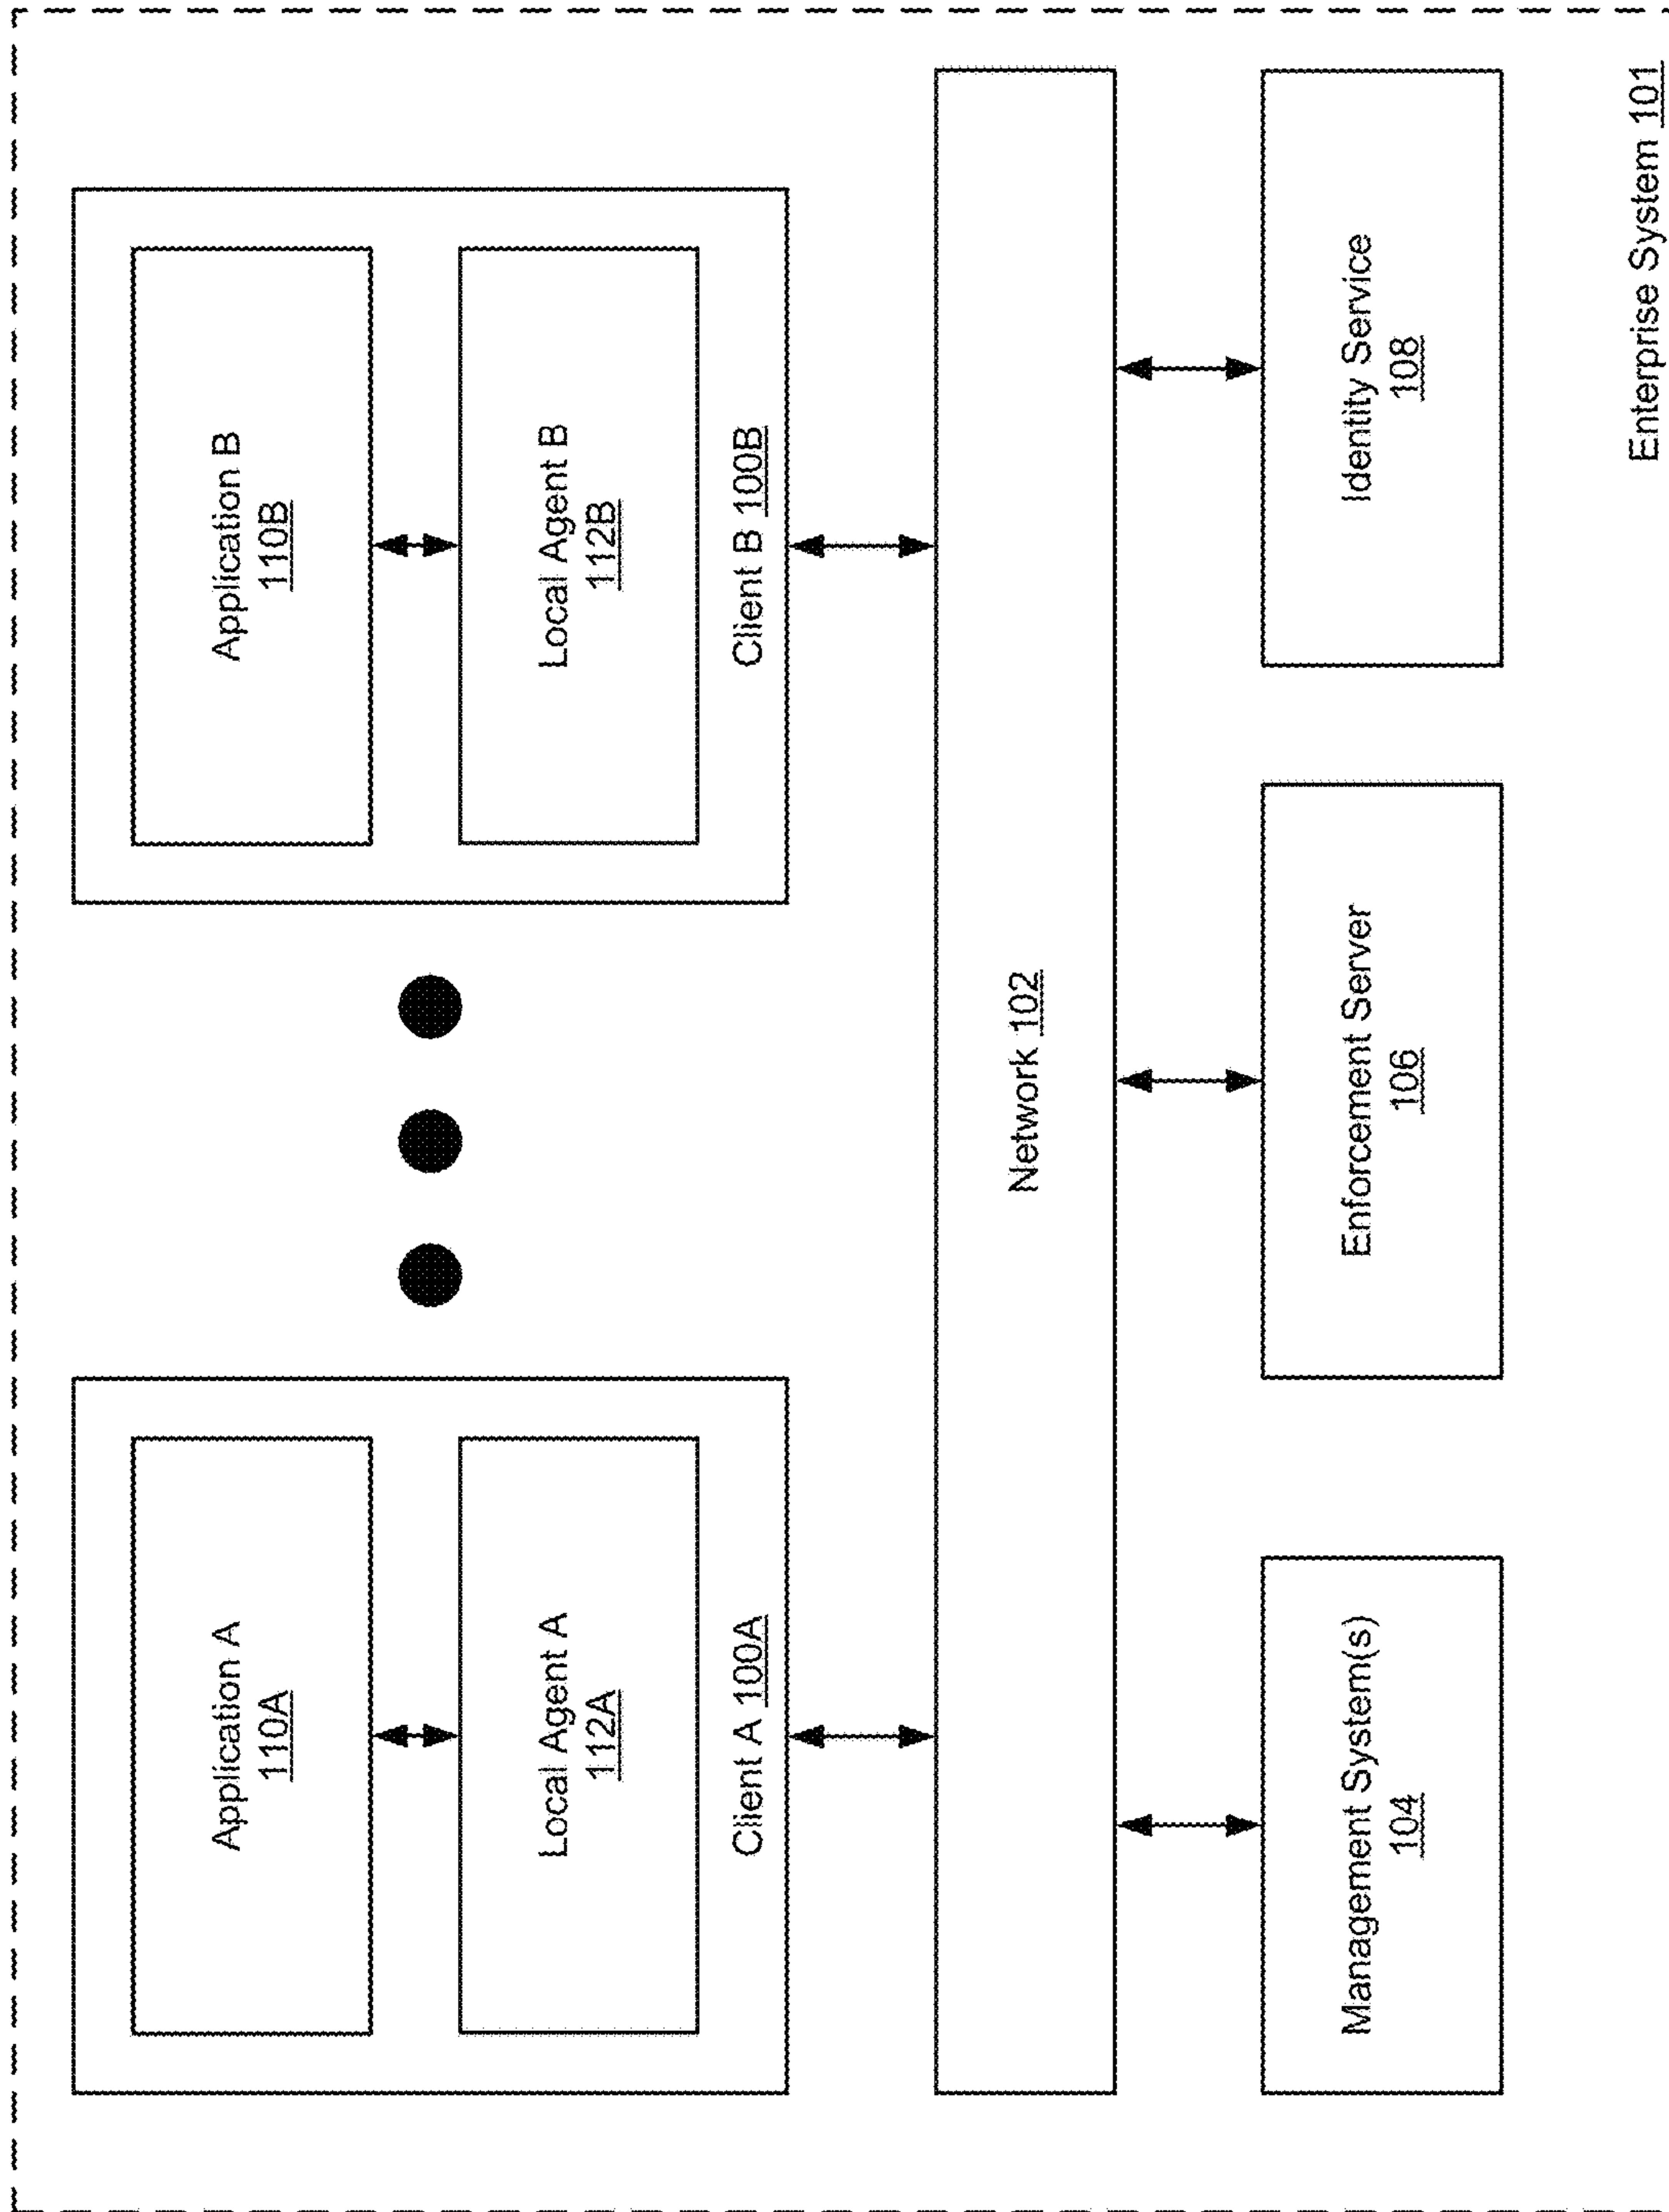 Application A
110A
Local Agent A
112A
Client A 100A
Application B
110B
Local Agent B
112B
Client B 100B
Network 102
Management System(s)
104
Enforcement Server
106
Identity Service
108
Enterprise System 101